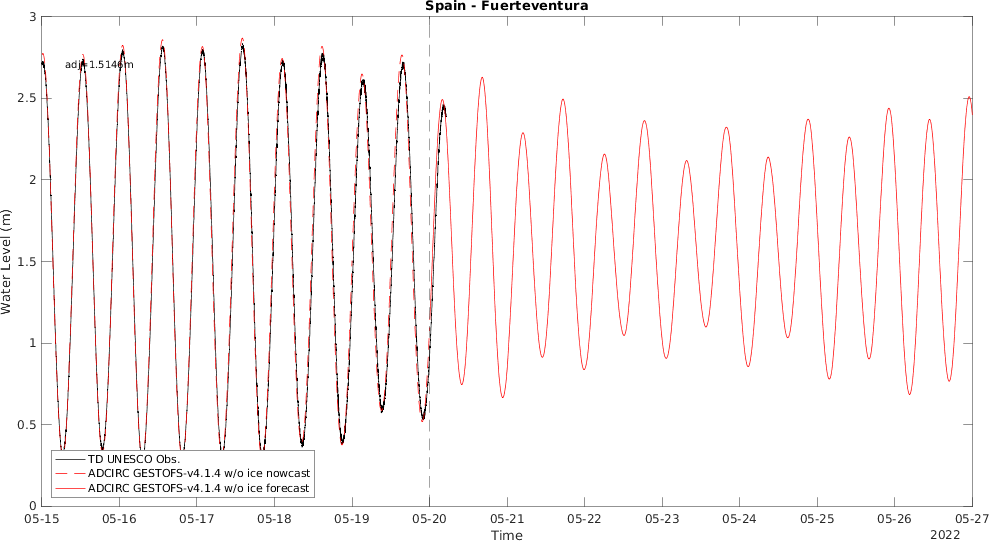 Spain - Fuerteventura
3
2.5
2
1.5
1
0.5
0
Water Level (m)
adj=1.5146m
TD UNESCO Obs.
ADCIRC GESTOFS-v4.1.4 w/o ice nowcast
ADCIRC GESTOFS-v4.1.4 w/o ice forecast
05-15 05-16 05-17 05-18 05-19 05-20 05-21 05-22 05-23 05-24 05-25 05-26 05-27
Time
2022